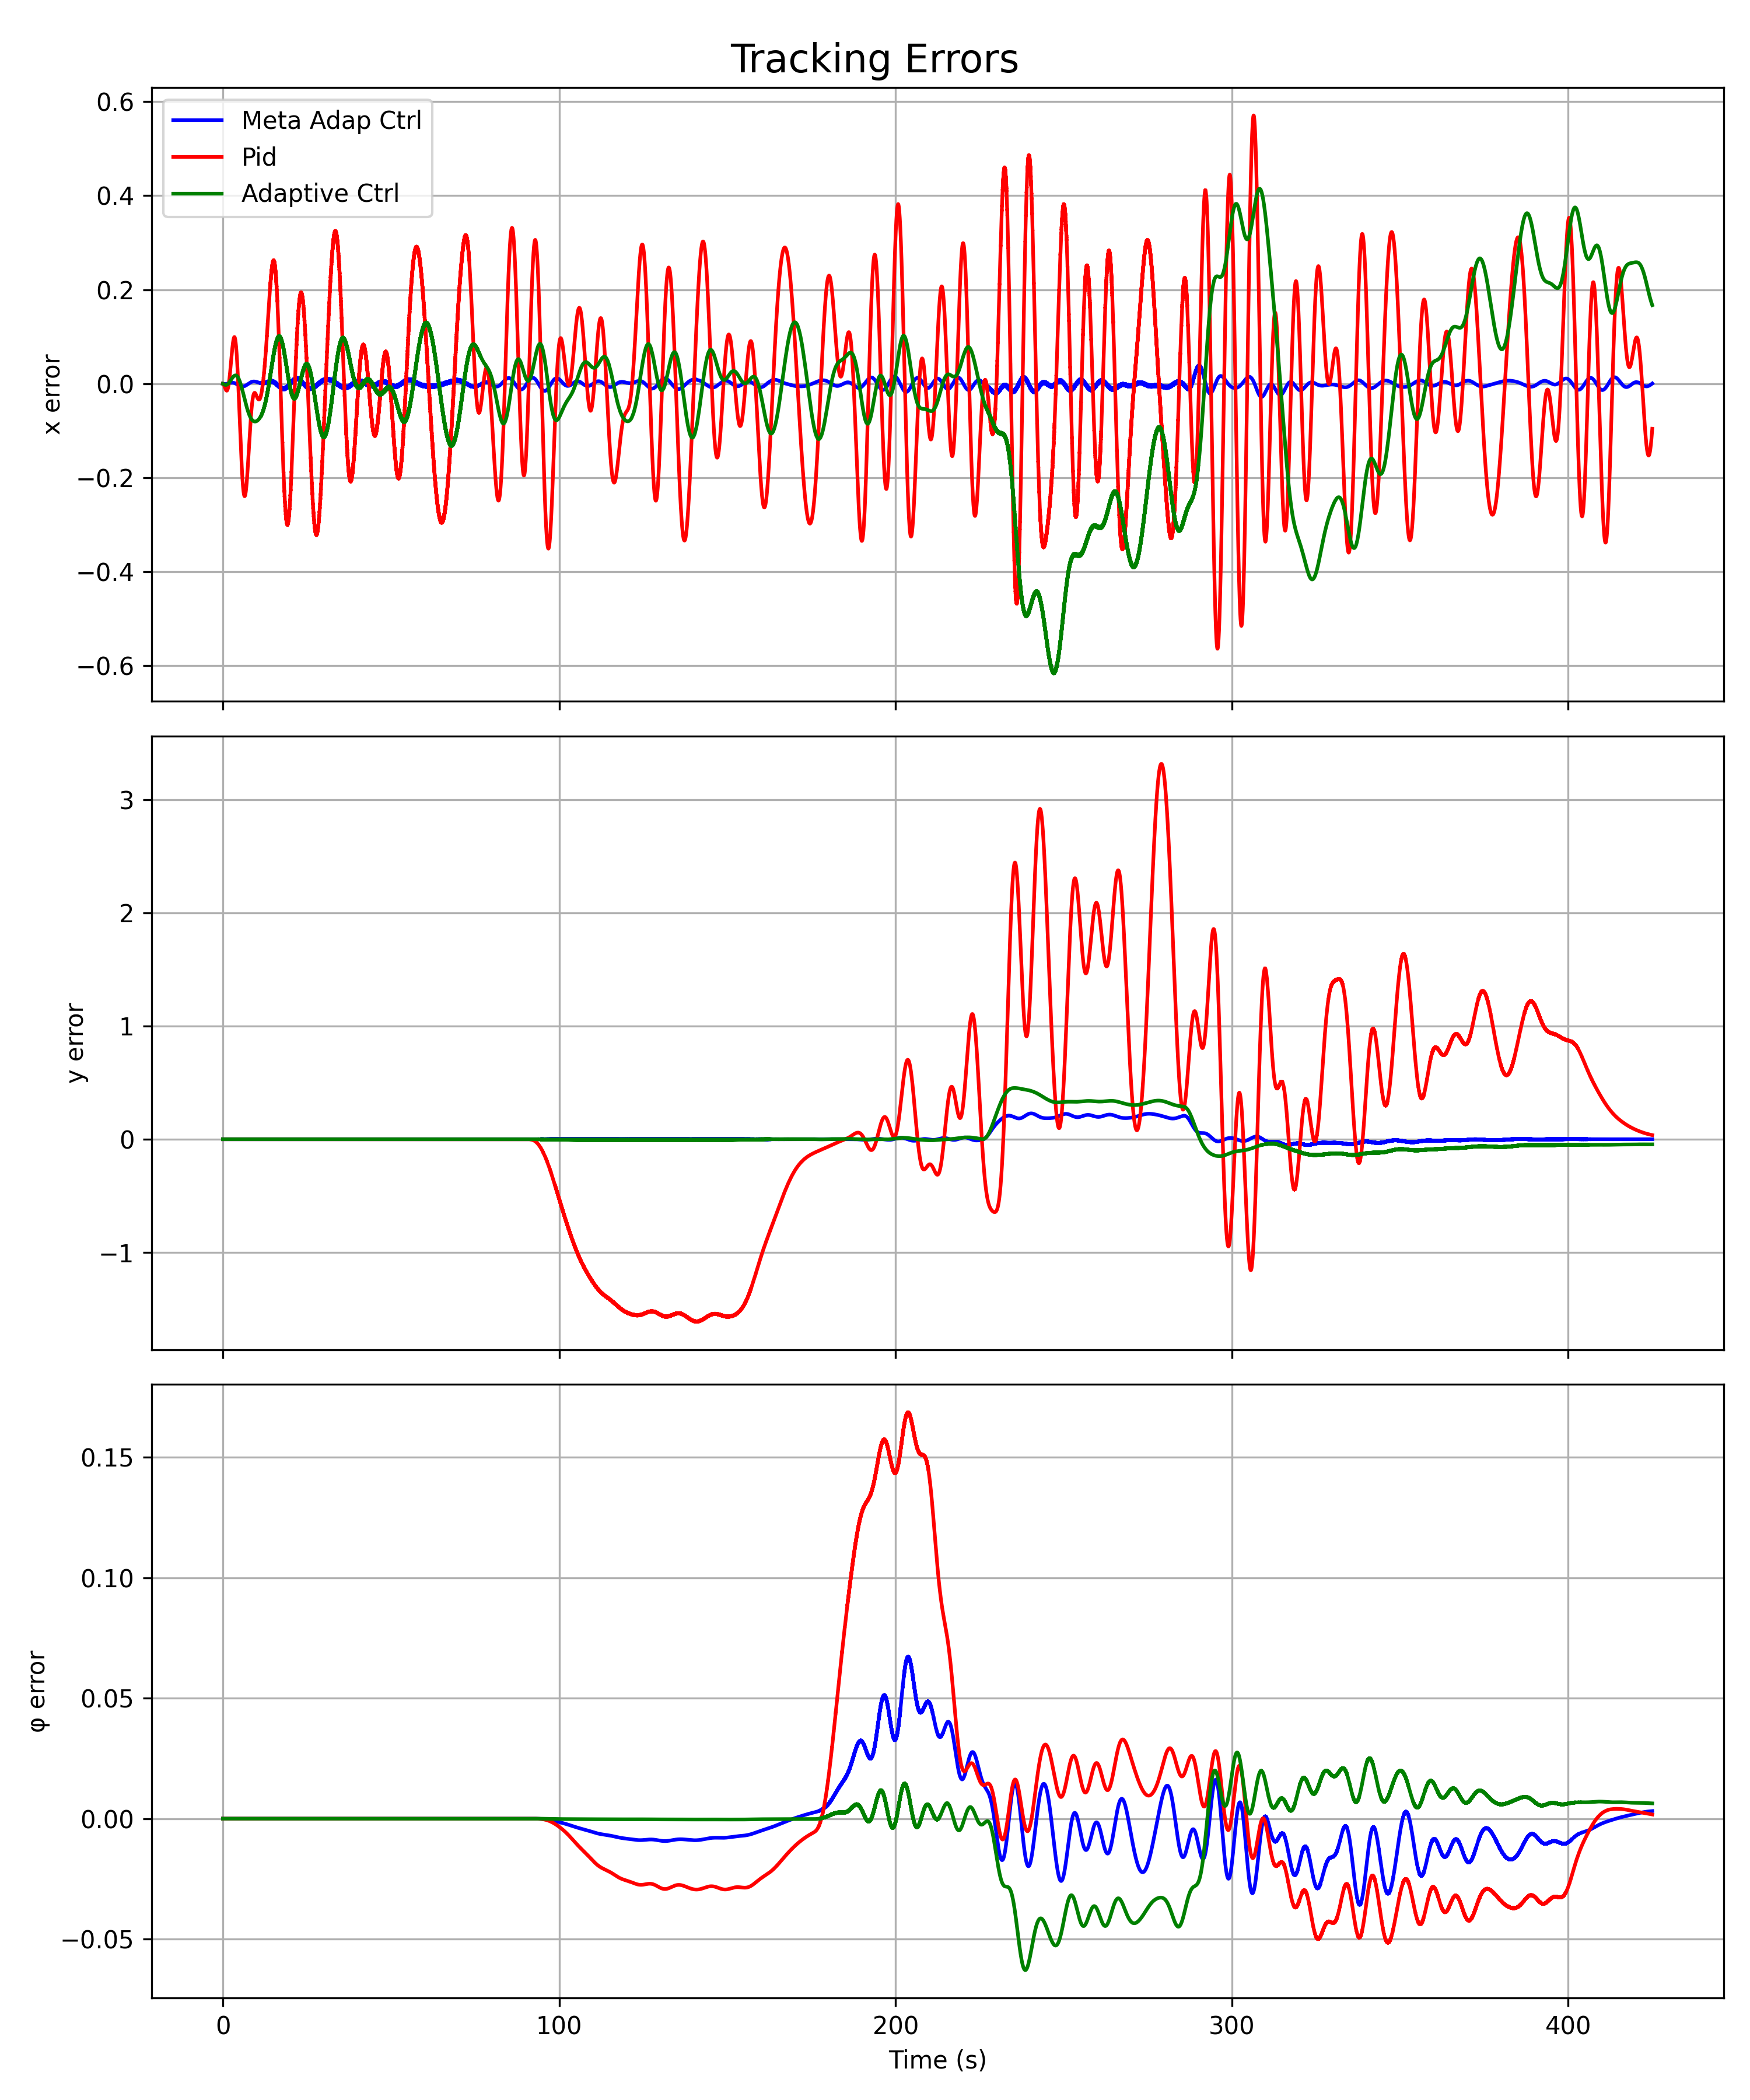 Tracking Errors
Meta Adap Ctrl
Pid
Adaptive Ctrl
0.6
0.4
0.2
0.0
−0.2
−0.4
−0.6
x error
3
2
1
0
−1
y error
0.15
0.10
0.05
0.00
−0.05
φ error
0 100 200 300 400
Time (s)